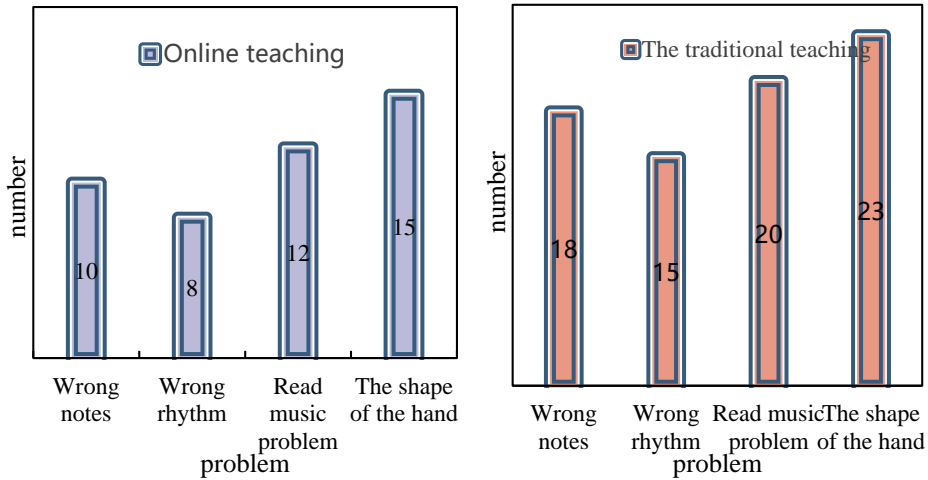 Online teaching
number
10
8
12
15
Wrong
notes
Wrong
rhythm
Read
music
problem
The shape
of the hand
problem
The traditional teaching
number
18
15
20
23
Wrong
notes
Wrong
rhythm
Read music
problem
The shape
of the hand
problem